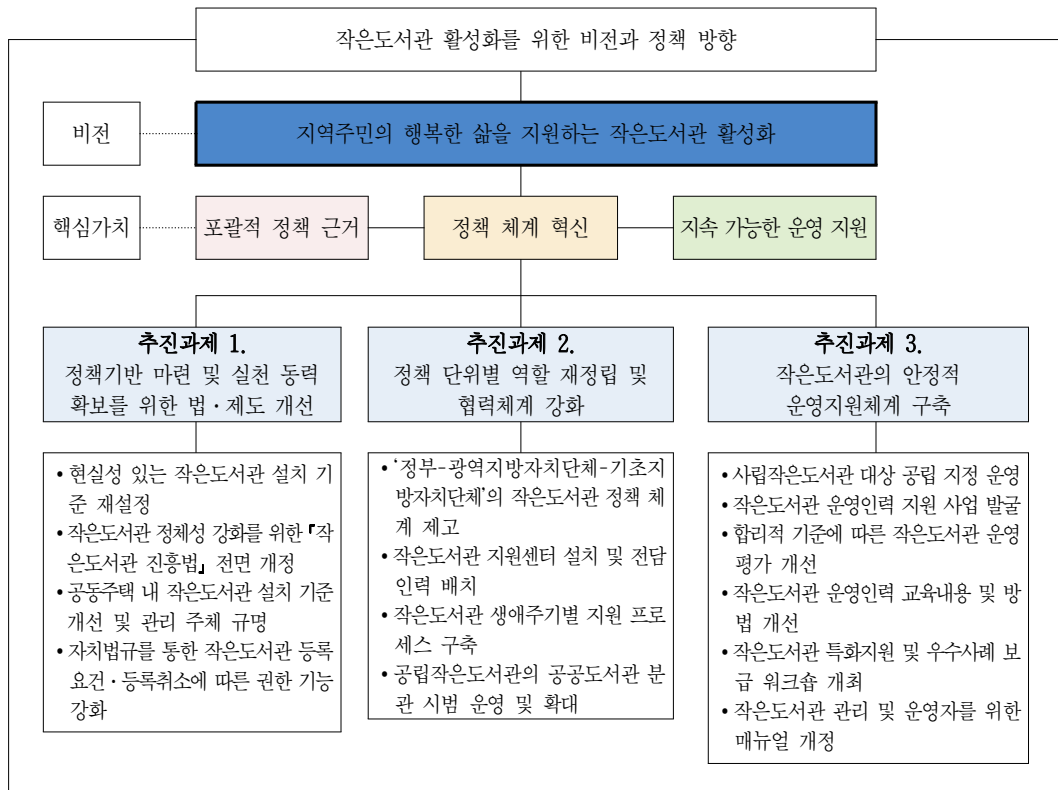 작은도서관 활성화를 위한 비전과 정책 방향
비전
지역주민의 행복한 삶을 지원하는 작은도서관 활성화
핵심가치
포괄적 정책 근거
정책 체계 혁신
지속 가능한 운영 지원
추진과제 1.
정책기반 마련 및 실천 동력
확보를 위한 법·제도 개선
• 현실성 있는 작은도서관 설치 기
준 재설정
• 작은도서관 정체성 강화를 위한 『작
은도서관 진흥법』 전면 개정
• 공동주택 내 작은도서관 설치 기준
개선 및 관리 주체 규명
• 자치법규를 통한 작은도서관 등록
요건·등록취소에 따른 권한 기능
강화
추진과제 2.
정책 단위별 역할 재정립 및
협력체계 강화
• ‘정부-광역지방자치단체-기초지
방자치단체’의 작은도서관 정책 체
계 제고
• 작은도서관 지원센터 설치 및 전담
인력 배치
• 작은도서관 생애주기별 지원 프로
세스 구축
• 공립작은도서관의 공공도서관 분
관 시범 운영 및 확대
추진과제 3.
작은도서관의 안정적
운영지원체계 구축
• 사립작은도서관 대상 공립 지정 운영
• 작은도서관 운영인력 지원 사업 발굴
• 합리적 기준에 따른 작은도서관 운영
평가 개선
• 작은도서관 운영인력 교육내용 및 방
법 개선
• 작은도서관 특화지원 및 우수사례 보
급 워크숍 개최
• 작은도서관 관리 및 운영자를 위한
매뉴얼 개정